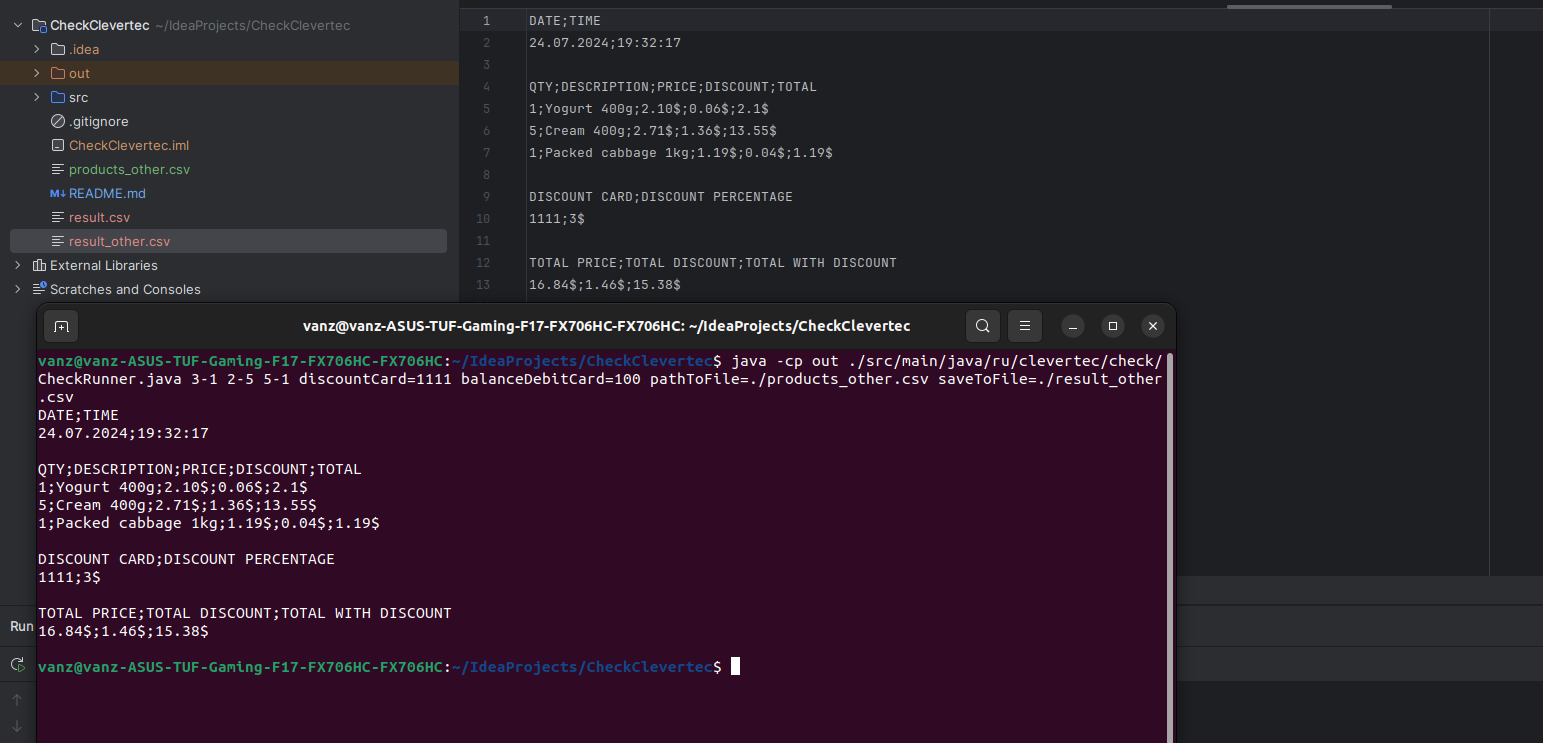 CheckClevertec ~/IdeaProjects/CheckClevertec
.idea
out
src
.gitignore
CheckClevertec.iml
products_other.csv
M↓ README.md
result.csv
result_other.csv
External Libraries
Scratches and Consoles
1 DATE;TIME
2 24.07.2024;19:32:17
3
4 QTY;DESCRIPTION;PRICE;DISCOUNT;TOTAL
5 1;Yogurt 400g;2.10$;0.06$;2.1$
6 5;Cream 400g;2.71$;1.36$;13.55$
7 1;Packed cabbage 1kg;1.19$;0.04$;1.19$
8
9 DISCOUNT CARD;DISCOUNT PERCENTAGE
10 1111;3$
11
12 TOTAL PRICE;TOTAL DISCOUNT;TOTAL WITH DISCOUNT
13 16.84$;1.46$;15.38$
Run
vanz@vanz-ASUS-TUF-Gaming-F17-FX706HC-FX706HC: ~/IdeaProjects/CheckClevertec
vanz@vanz-ASUS-TUF-Gaming-F17-FX706HC-FX706HC:~/IdeaProjects/CheckClevertec$ java -cp out ./src/main/java/ru/clevertec/check/
CheckRunner.java 3-1 2-5 5-1 discountCard=1111 balanceDebitCard=100 pathToFile=./products_other.csv saveToFile=./result_other
.csv
DATE;TIME
24.07.2024;19:32:17
QTY;DESCRIPTION;PRICE;DISCOUNT;TOTAL
1;Yogurt 400g;2.10$;0.06$;2.1$
5;Cream 400g;2.71$;1.36$;13.55$
1;Packed cabbage 1kg;1.19$;0.04$;1.19$
DISCOUNT CARD;DISCOUNT PERCENTAGE
1111;3$
TOTAL PRICE;TOTAL DISCOUNT;TOTAL WITH DISCOUNT
16.84$;1.46$;15.38$
vanz@vanz-ASUS-TUF-Gaming-F17-FX706HC-FX706HC:~/IdeaProjects/CheckClevertec$